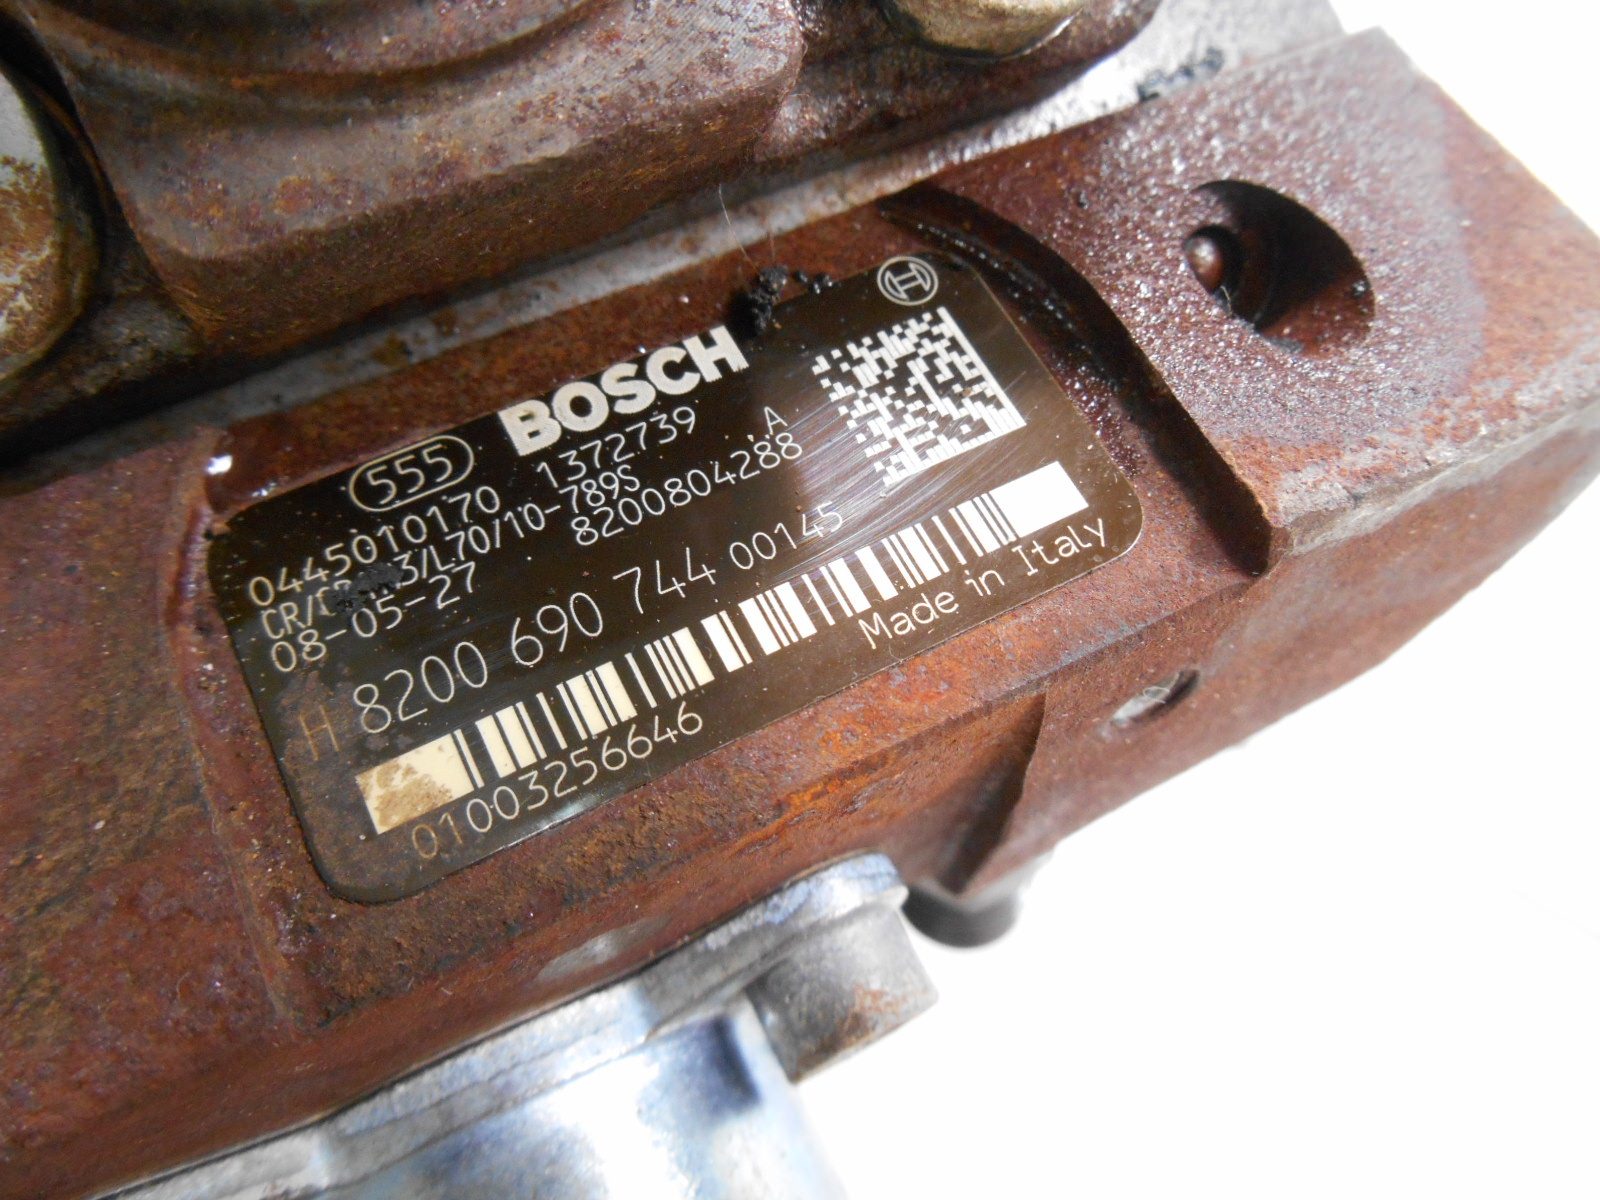 555 BOSCH
0445010170 1372739
L70/10-789S A
08-05-27 8200804288
H 8200 690 744 00145
01003256646 Made in Italy